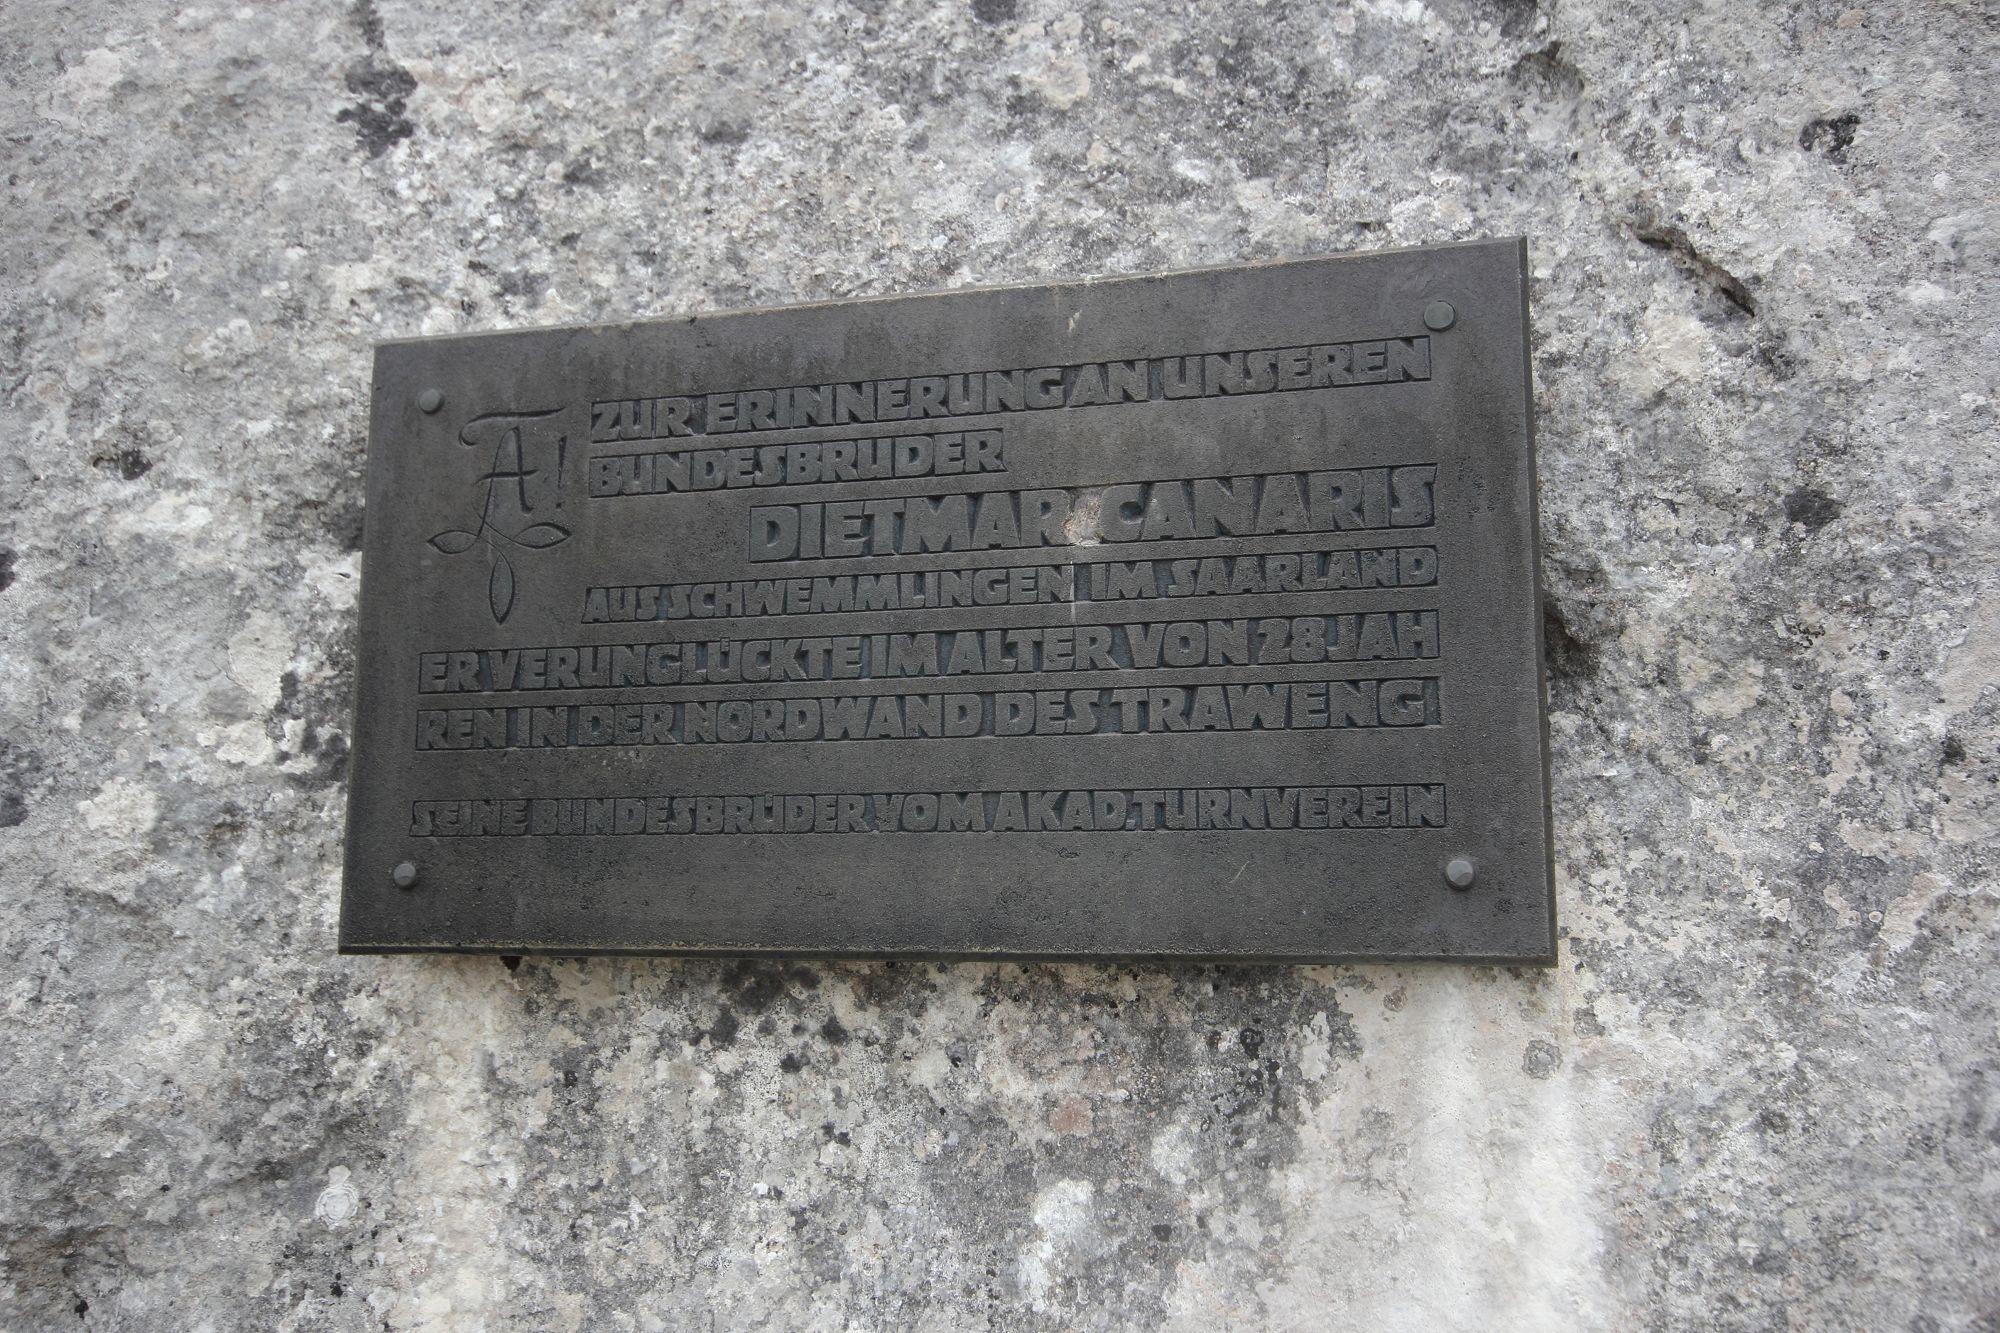 ZUR ERINNERUNG AN UNSEREN
BUNDESBRUDER
DIETMAR CANARIS
AUS SCHWEMMLINGEN IM SAARLAND
ER VERUNGLÜCKTE IM ALTER VON 28 JAH
REN IN DER NORDWAND DES TRAWENG
SEINE BUNDESBRÜDER VOM AKAD. TURNVEREIN